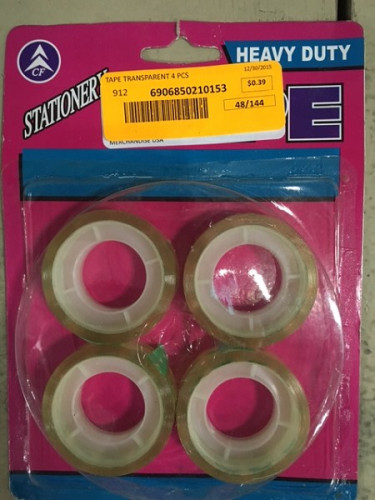 CF
STATIONERY
HEAVY DUTY
TAPE TRANSPARENT 4 PCS
12/30/2015
912
6906850210153
$0.39
48/144
MERCHANDISE USA
E